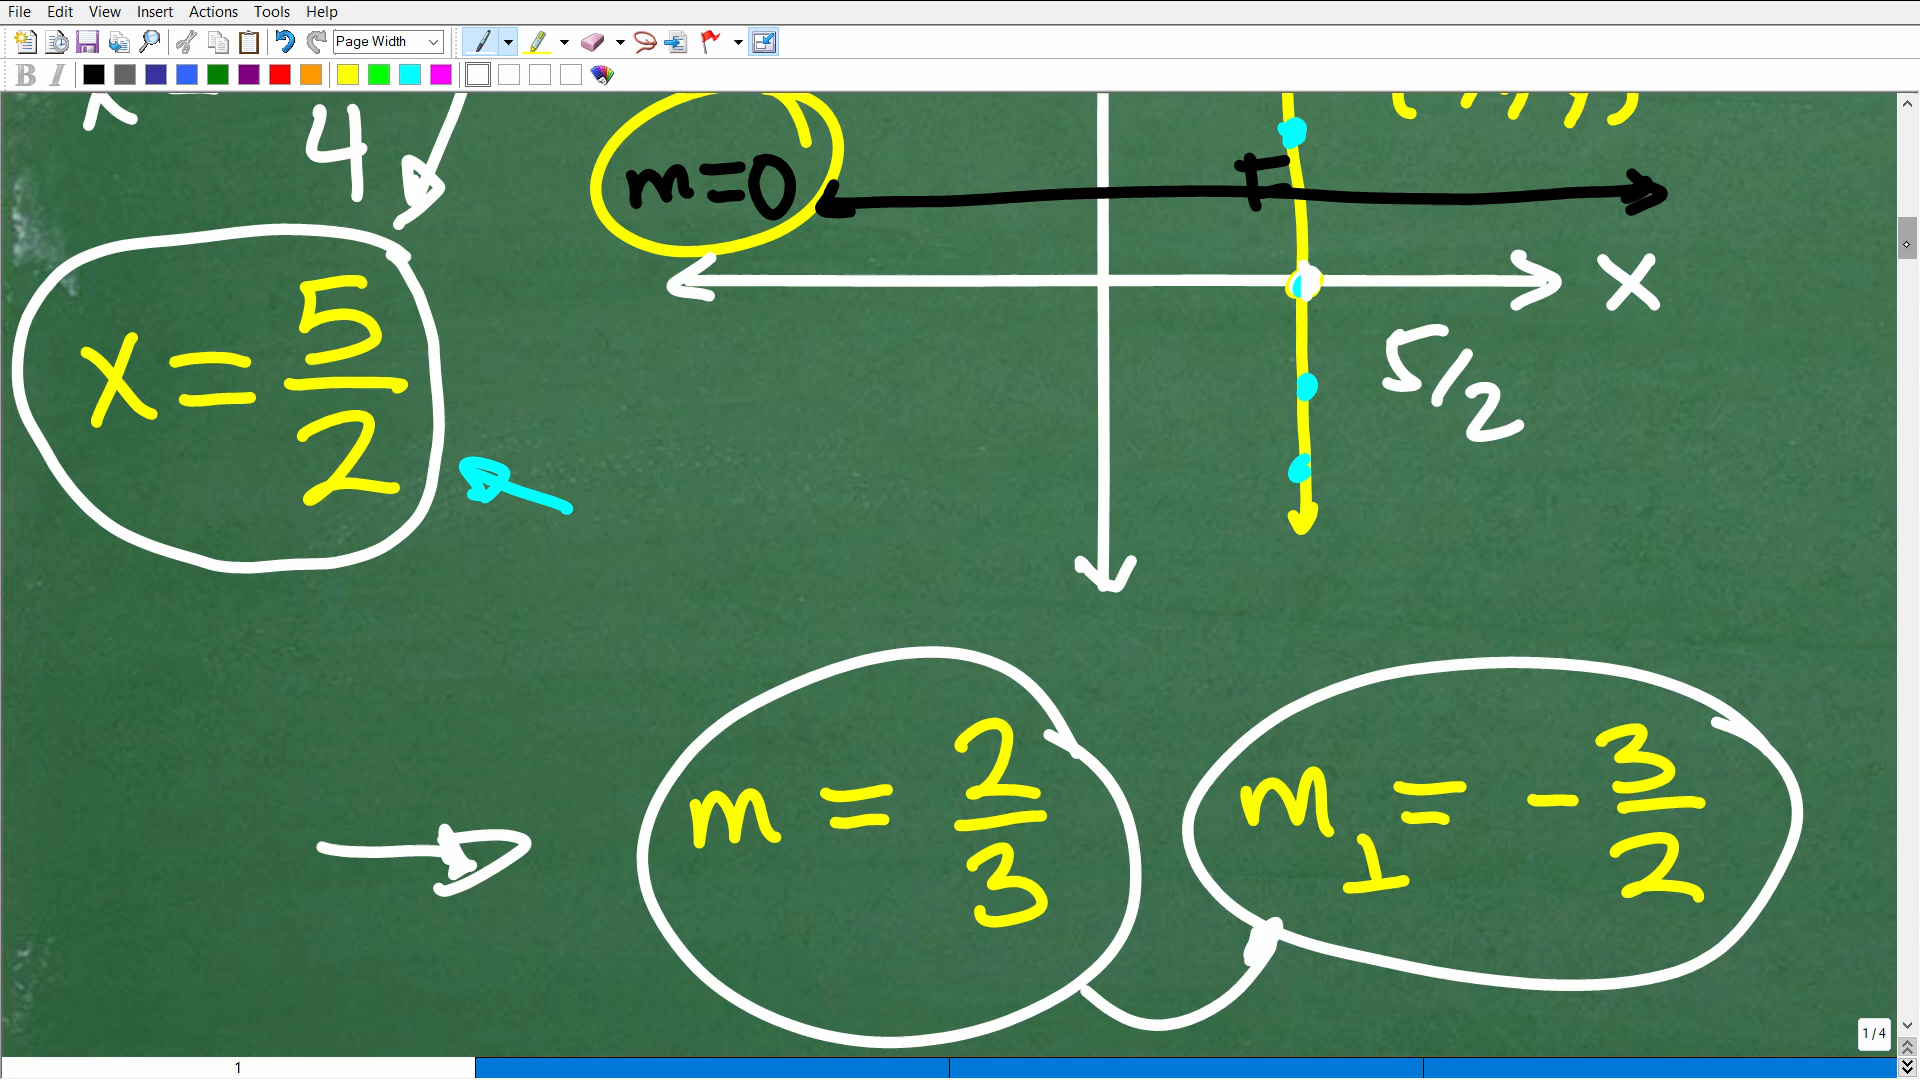 File Edit View Insert Actions Tools Help
Page Width
B I
4
m=0
x
x = 5/2
5/2
m = 2/3
m⊥ = - 3/2
1 / 4
1